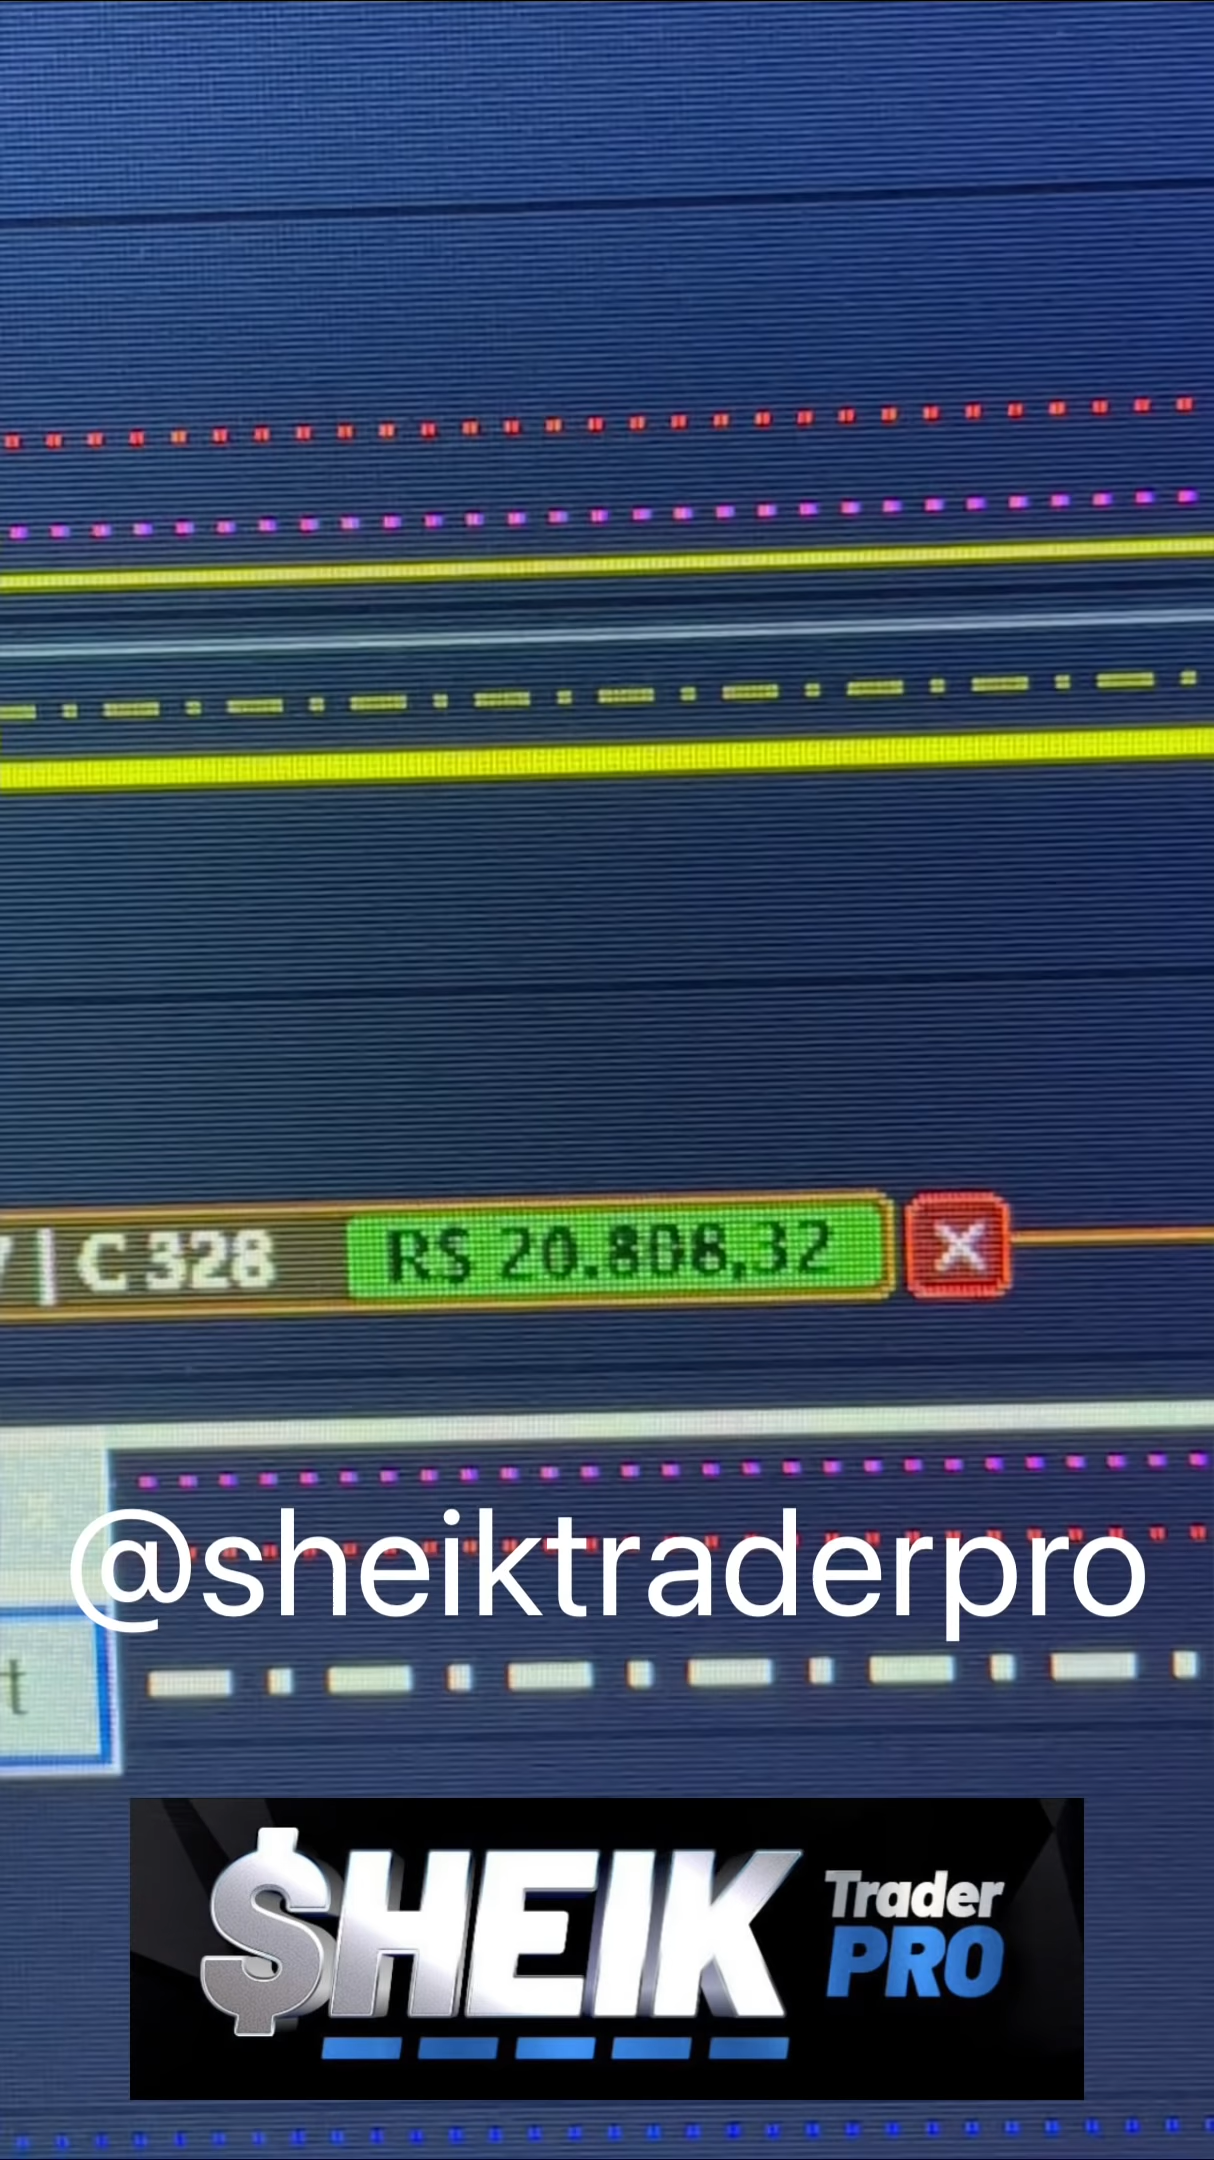 | C 328
R$ 20.808,32
X
@sheiktraderpro
t
$HEIK
Trader
PRO